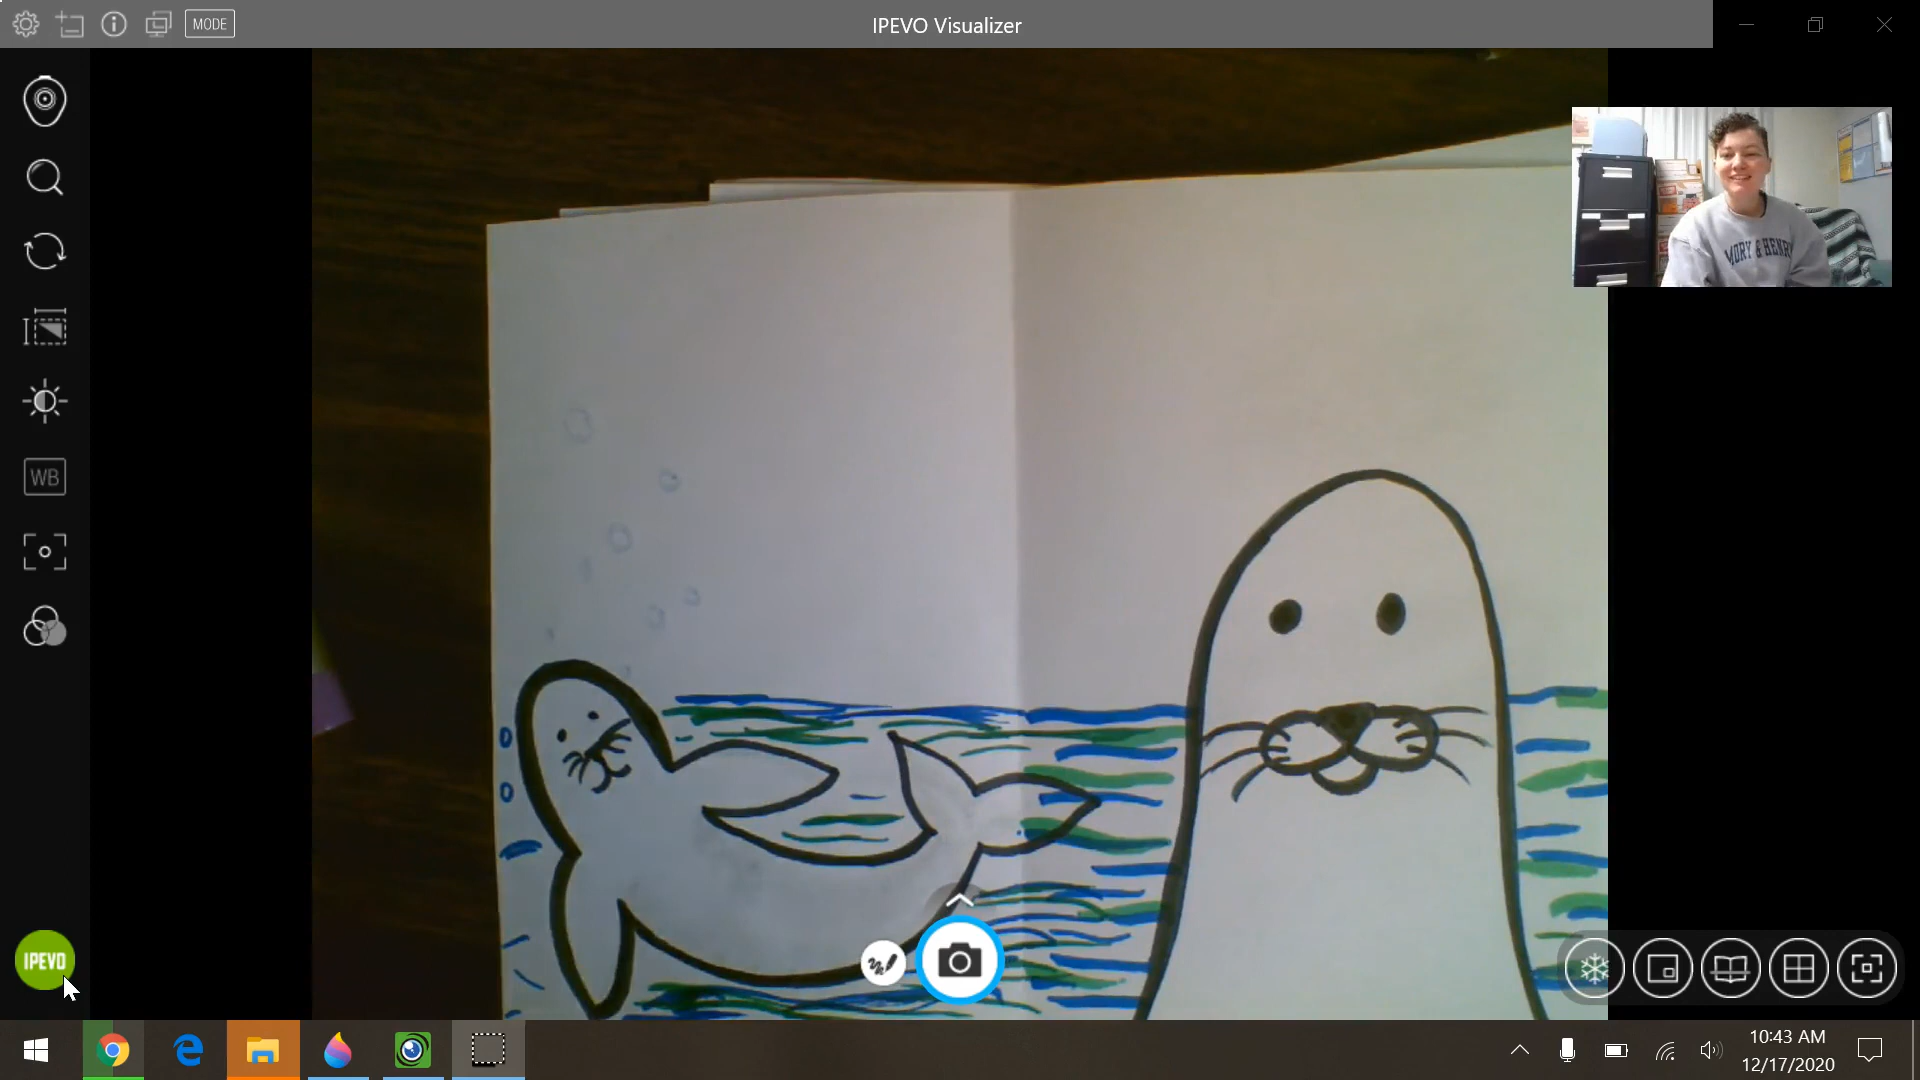 MODE
IPEVO Visualizer
MORY & HENRY
WB
IPEVO
10:43 AM
12/17/2020